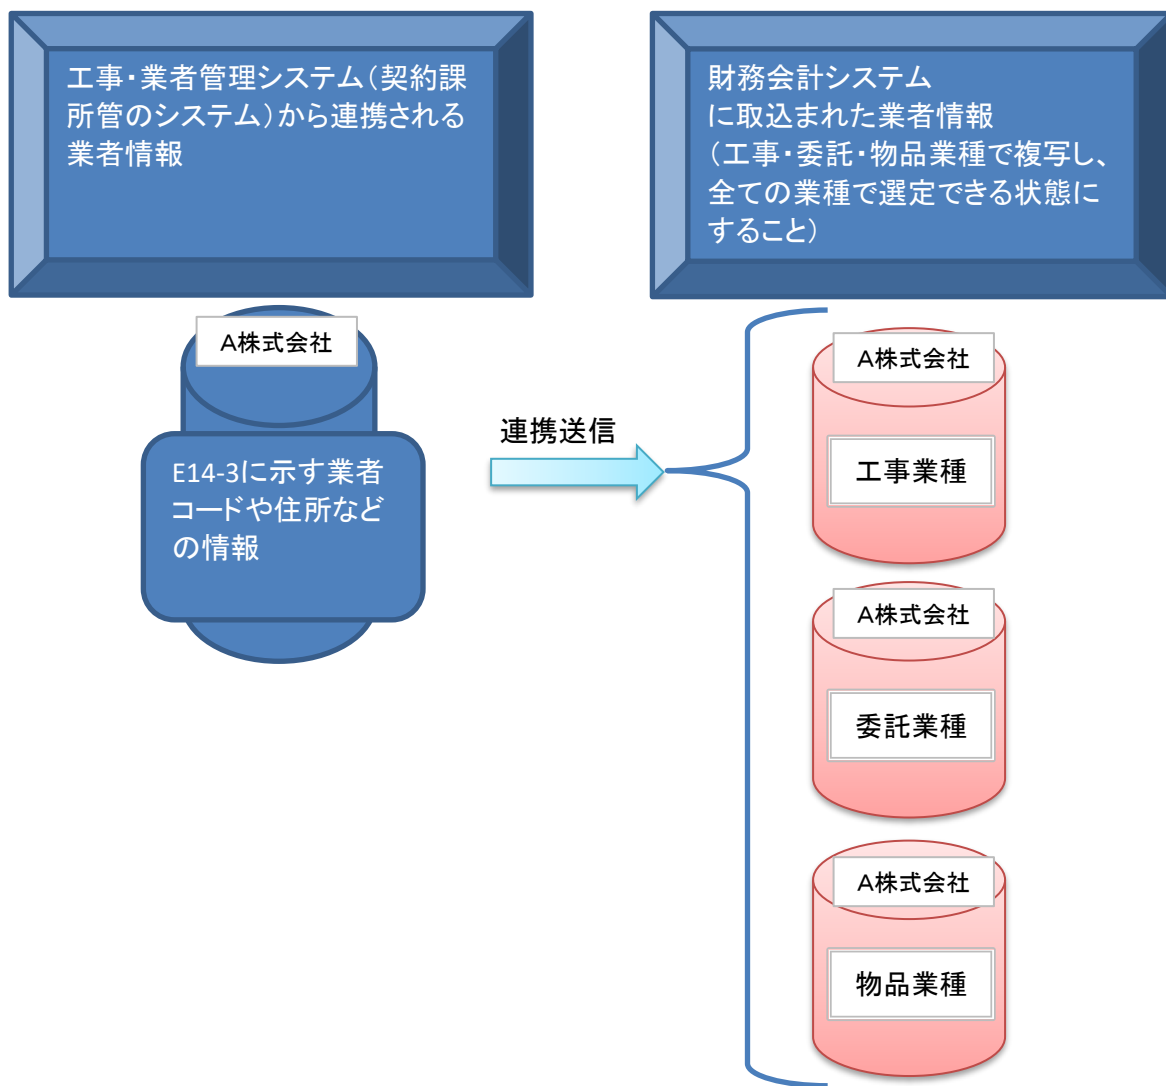 工事・業者管理システム（契約課
所管のシステム）から連携される
業者情報
財務会計システム
に取込まれた業者情報
（工事・委託・物品業種で複写し、
全ての業種で選定できる状態に
すること）
A株式会社
E14-3に示す業者
コードや住所など
の情報
連携送信
A株式会社
工事業種
A株式会社
委託業種
A株式会社
物品業種